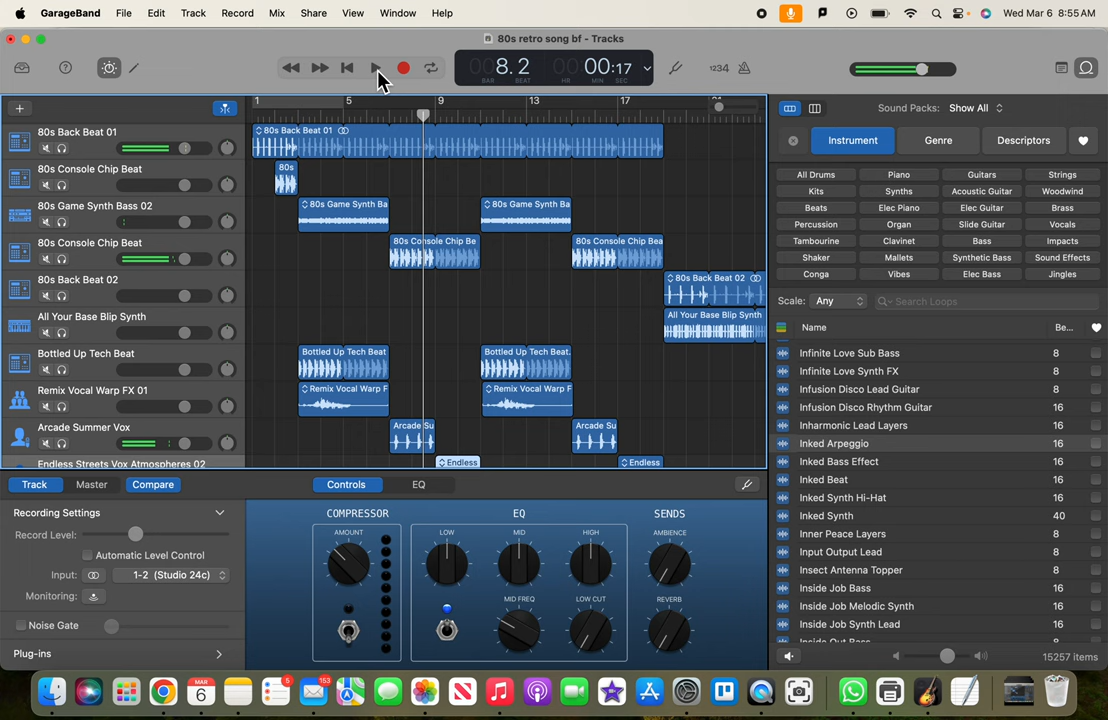 GarageBand File Edit Track Record Mix Share View Window Help Wed Mar 6 8:55 AM
80s retro song bf - Tracks
008.2 00:17 1234
BAR BEAT HR MIN SEC
1 5 9 13 17 21
Sound Packs: Show All
80s Back Beat 01
80s Back Beat 01
Instrument Genre Descriptors
80s Console Chip Beat
80s
All Drums Piano Guitars Strings
Kits Synths Acoustic Guitar Woodwind
80s Game Synth Bass 02
80s Game Synth Ba 80s Game Synth Ba
Beats Elec Piano Elec Guitar Brass
Percussion Organ Slide Guitar Vocals
80s Console Chip Beat
80s Console Chip Be 80s Console Chip Bea
Tambourine Clavinet Bass Impacts
Shaker Mallets Synthetic Bass Sound Effects
Conga Vibes Elec Bass Jingles
80s Back Beat 02
80s Back Beat 02
Scale: Any Search Loops
All Your Base Blip Synth
All Your Base Blip Synth
Name Be...
Bottled Up Tech Beat
Bottled Up Tech Beat Bottled Up Tech Beat.
Remix Vocal Warp FX 01
Remix Vocal Warp F Remix Vocal Warp F
Arcade Summer Vox
Arcade Su Arcade Su
Endless Streets Vox Atmospheres 02
Endless Endless
Infinite Love Sub Bass 8
Infinite Love Synth FX 8
Infusion Disco Lead Guitar 8
Infusion Disco Rhythm Guitar 16
Inharmonic Lead Layers 16
Inked Arpeggio 16
Inked Bass Effect 16
Inked Beat 16
Inked Synth Hi-Hat 16
Inked Synth 40
Inner Peace Layers 8
Input Output Lead 8
Insect Antenna Topper 8
Inside Job Bass 16
Inside Job Melodic Synth 16
Inside Job Synth Lead 16
Inside Out Bass 8
15257 items
Track Master Compare Controls EQ
Recording Settings
Record Level:
Automatic Level Control
Input: 1-2 (Studio 24c)
Monitoring:
Noise Gate
Plug-ins
COMPRESSOR EQ SENDS
AMOUNT LOW MID HIGH AMBIENCE
MID FREQ LOW CUT REVERB
MAR
6
5
153